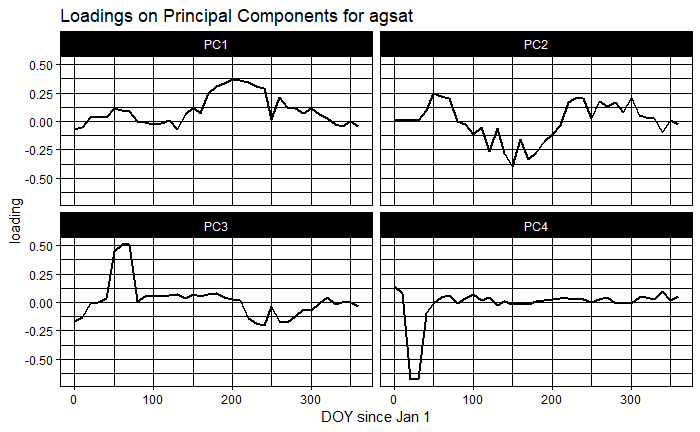 Loadings on Principal Components for agsat
PC1
PC2
0.50
0.25
0.00
-0.25
-0.50
loading
PC3
PC4
0.50
0.25
0.00
-0.25
-0.50
0 100 200 300
0 100 200 300
DOY since Jan 1